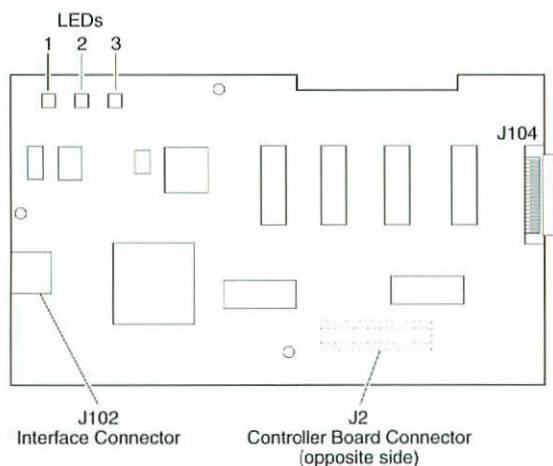 LEDs
1 2 3
J104
J102
Interface Connector
J2
Controller Board Connector
(opposite side)